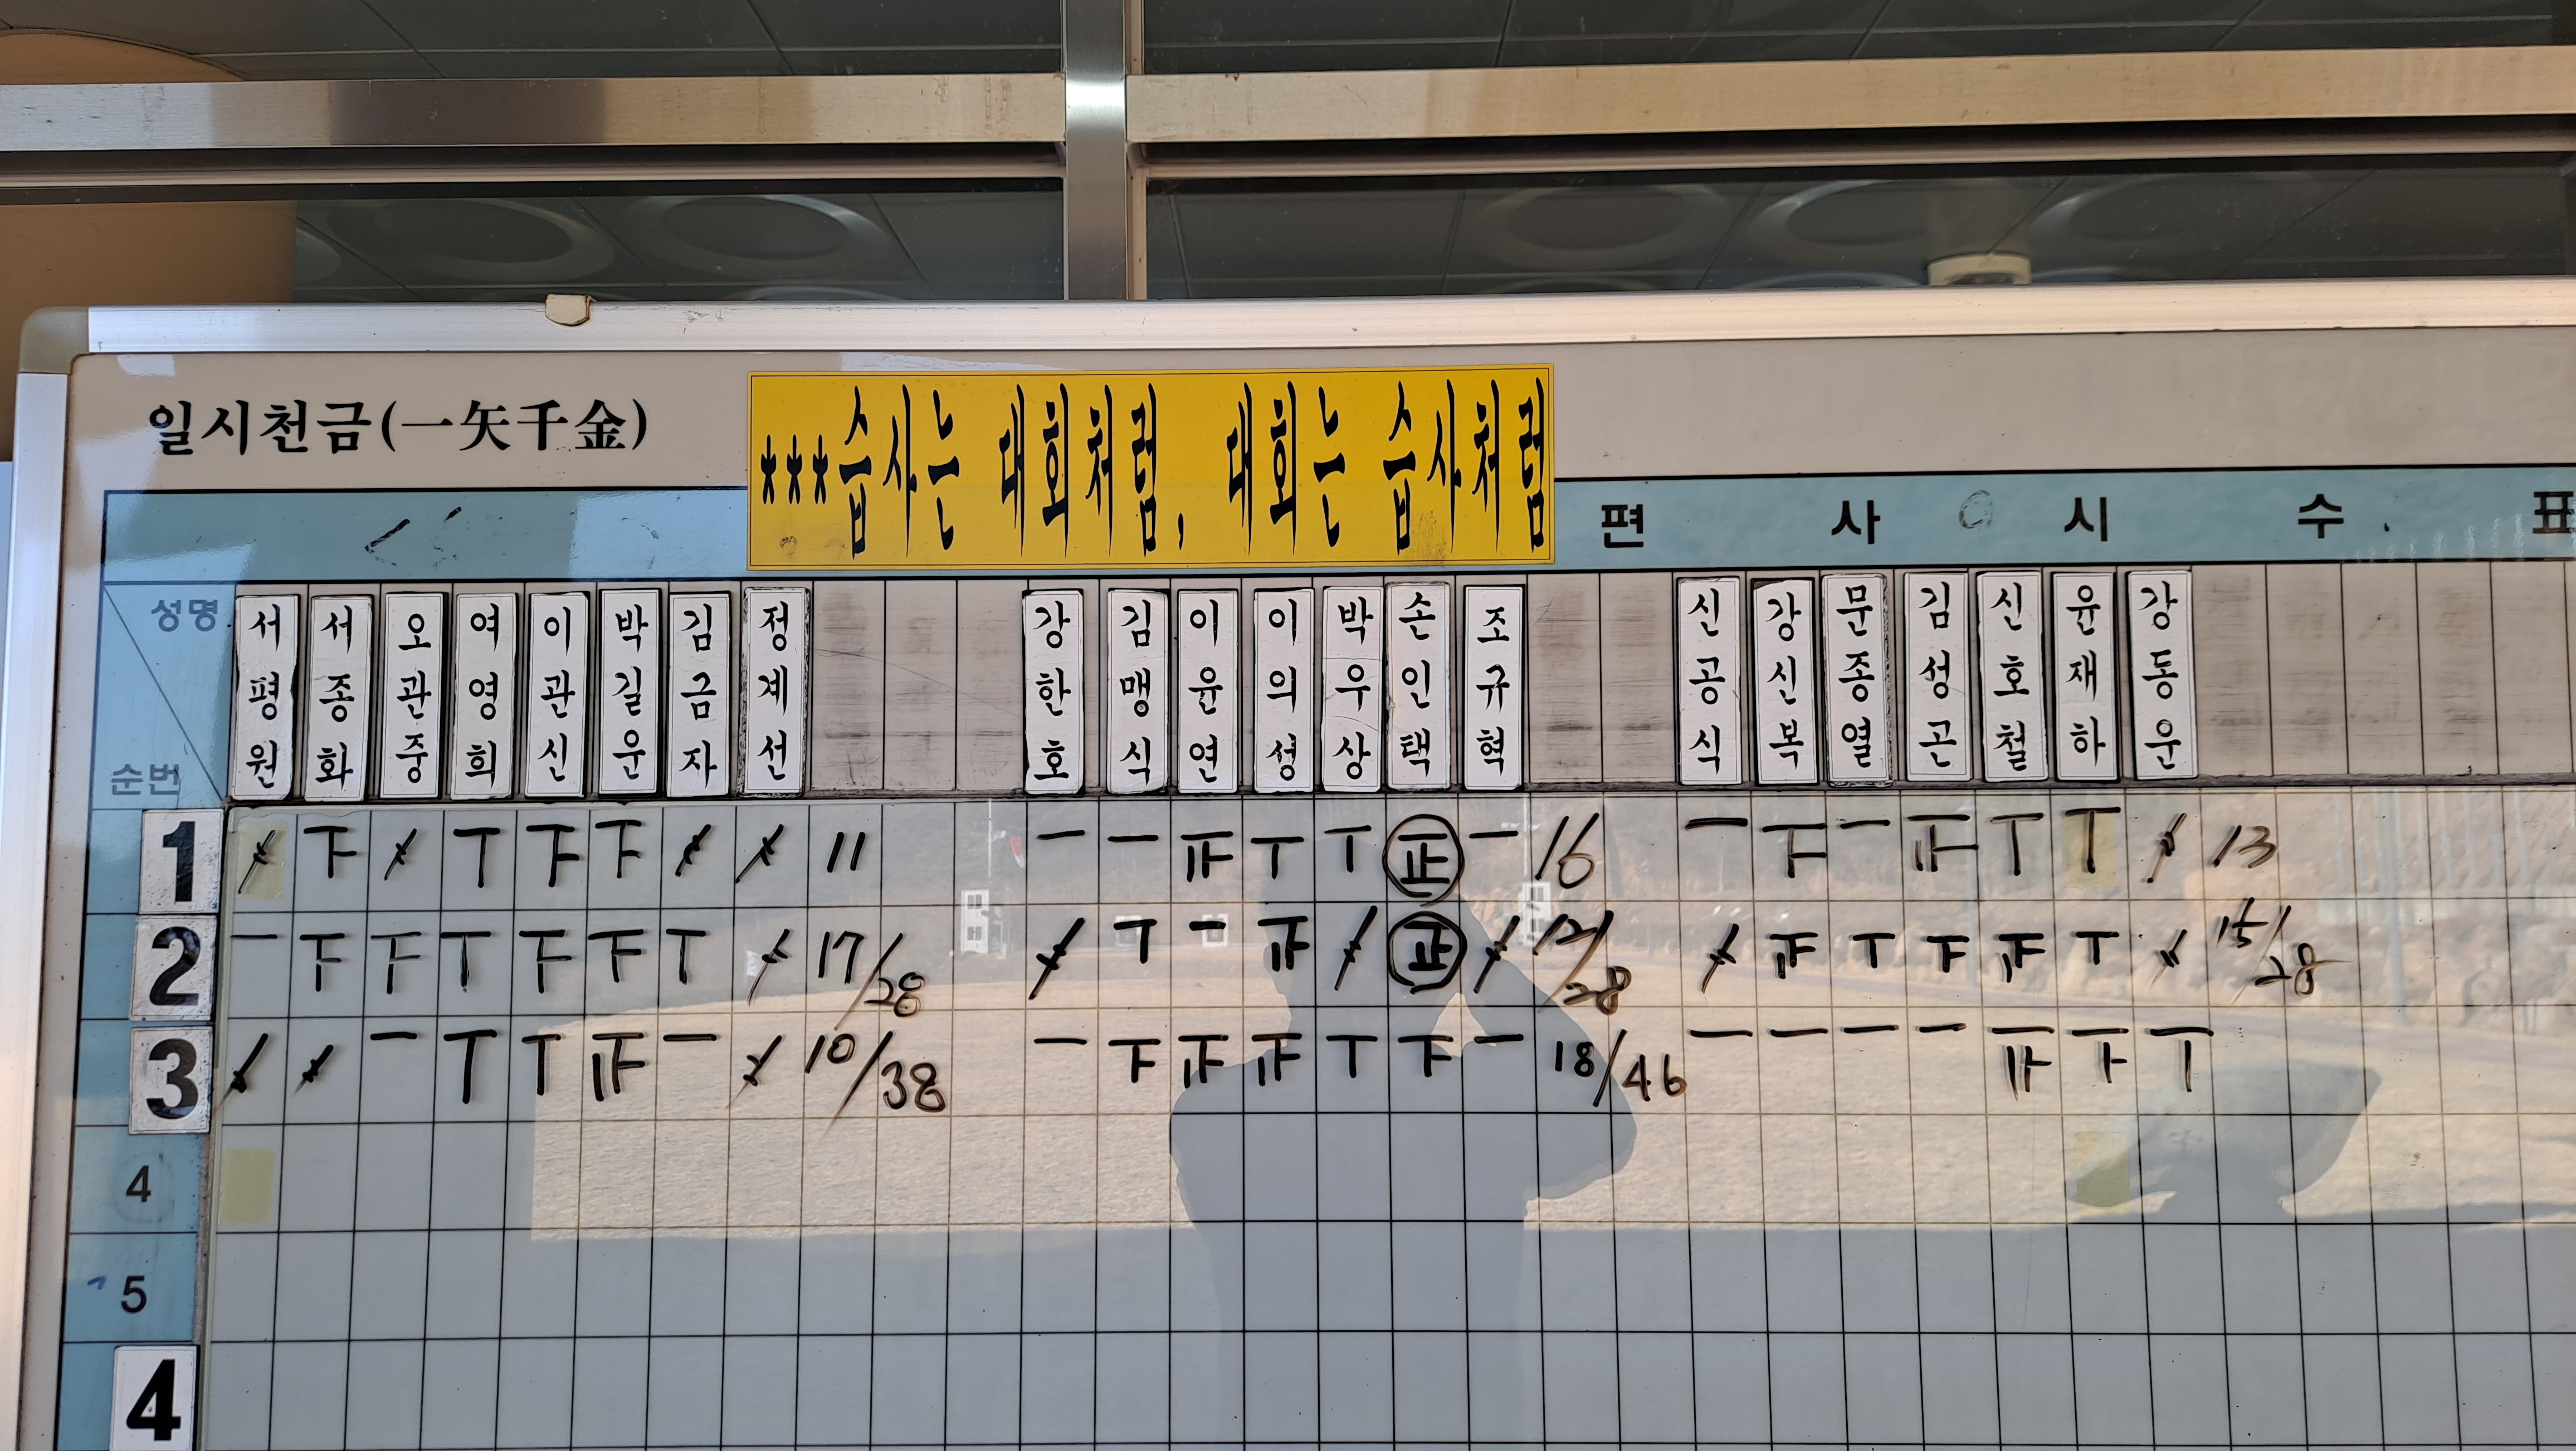 일시천금(一矢千金)
***습사는 대회처럼, 대회는 습사처럼
편 사 시 수 표
성명 서평원 서종화 오관중 여영희 이관신 박길운 김금자 정계선 강한호 김맹식 이윤연 이의성 박우상 손인택 조규혁 신공식 강신복 문종열 김성곤 신호철 윤재하 강동운
순번
1 11 正 16 13
2 17/28 正 12/28 15/28
3 10/38 18/46
4
5
4